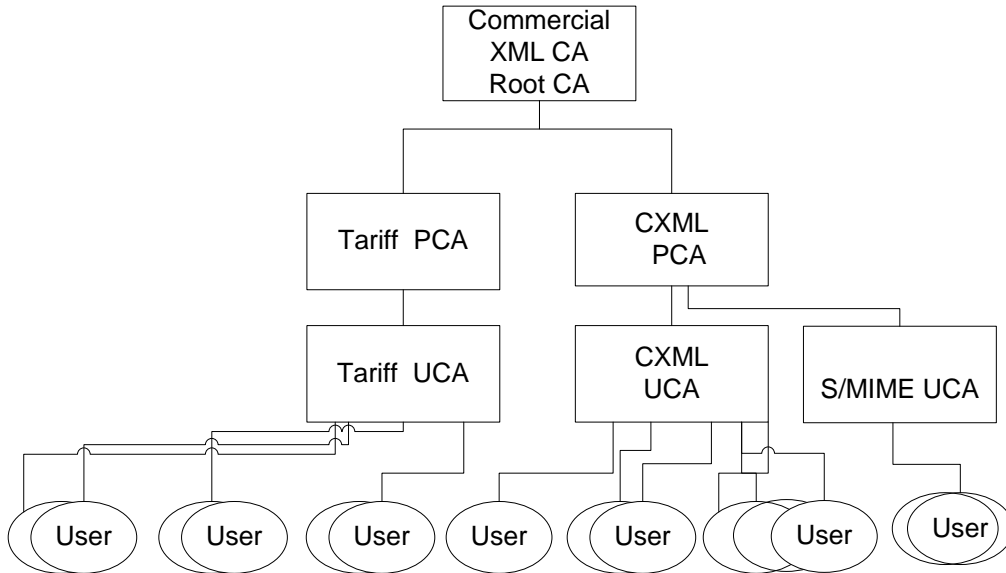 Commercial
XML CA
Root CA
Tariff PCA
CXML
PCA
Tariff UCA
CXML
UCA
S/MIME UCA
User
User
User
User
User
User
User